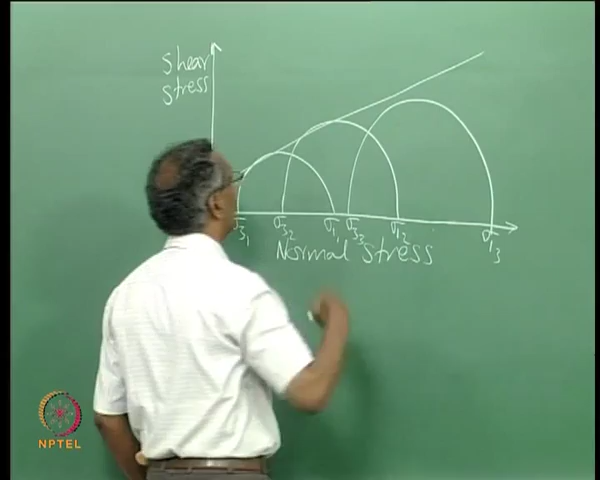 Shear
stress
σ₃₁ σ₃₂ σ₁₁ σ₃₃ σ₁₂ σ₁₃
Normal stress
NPTEL